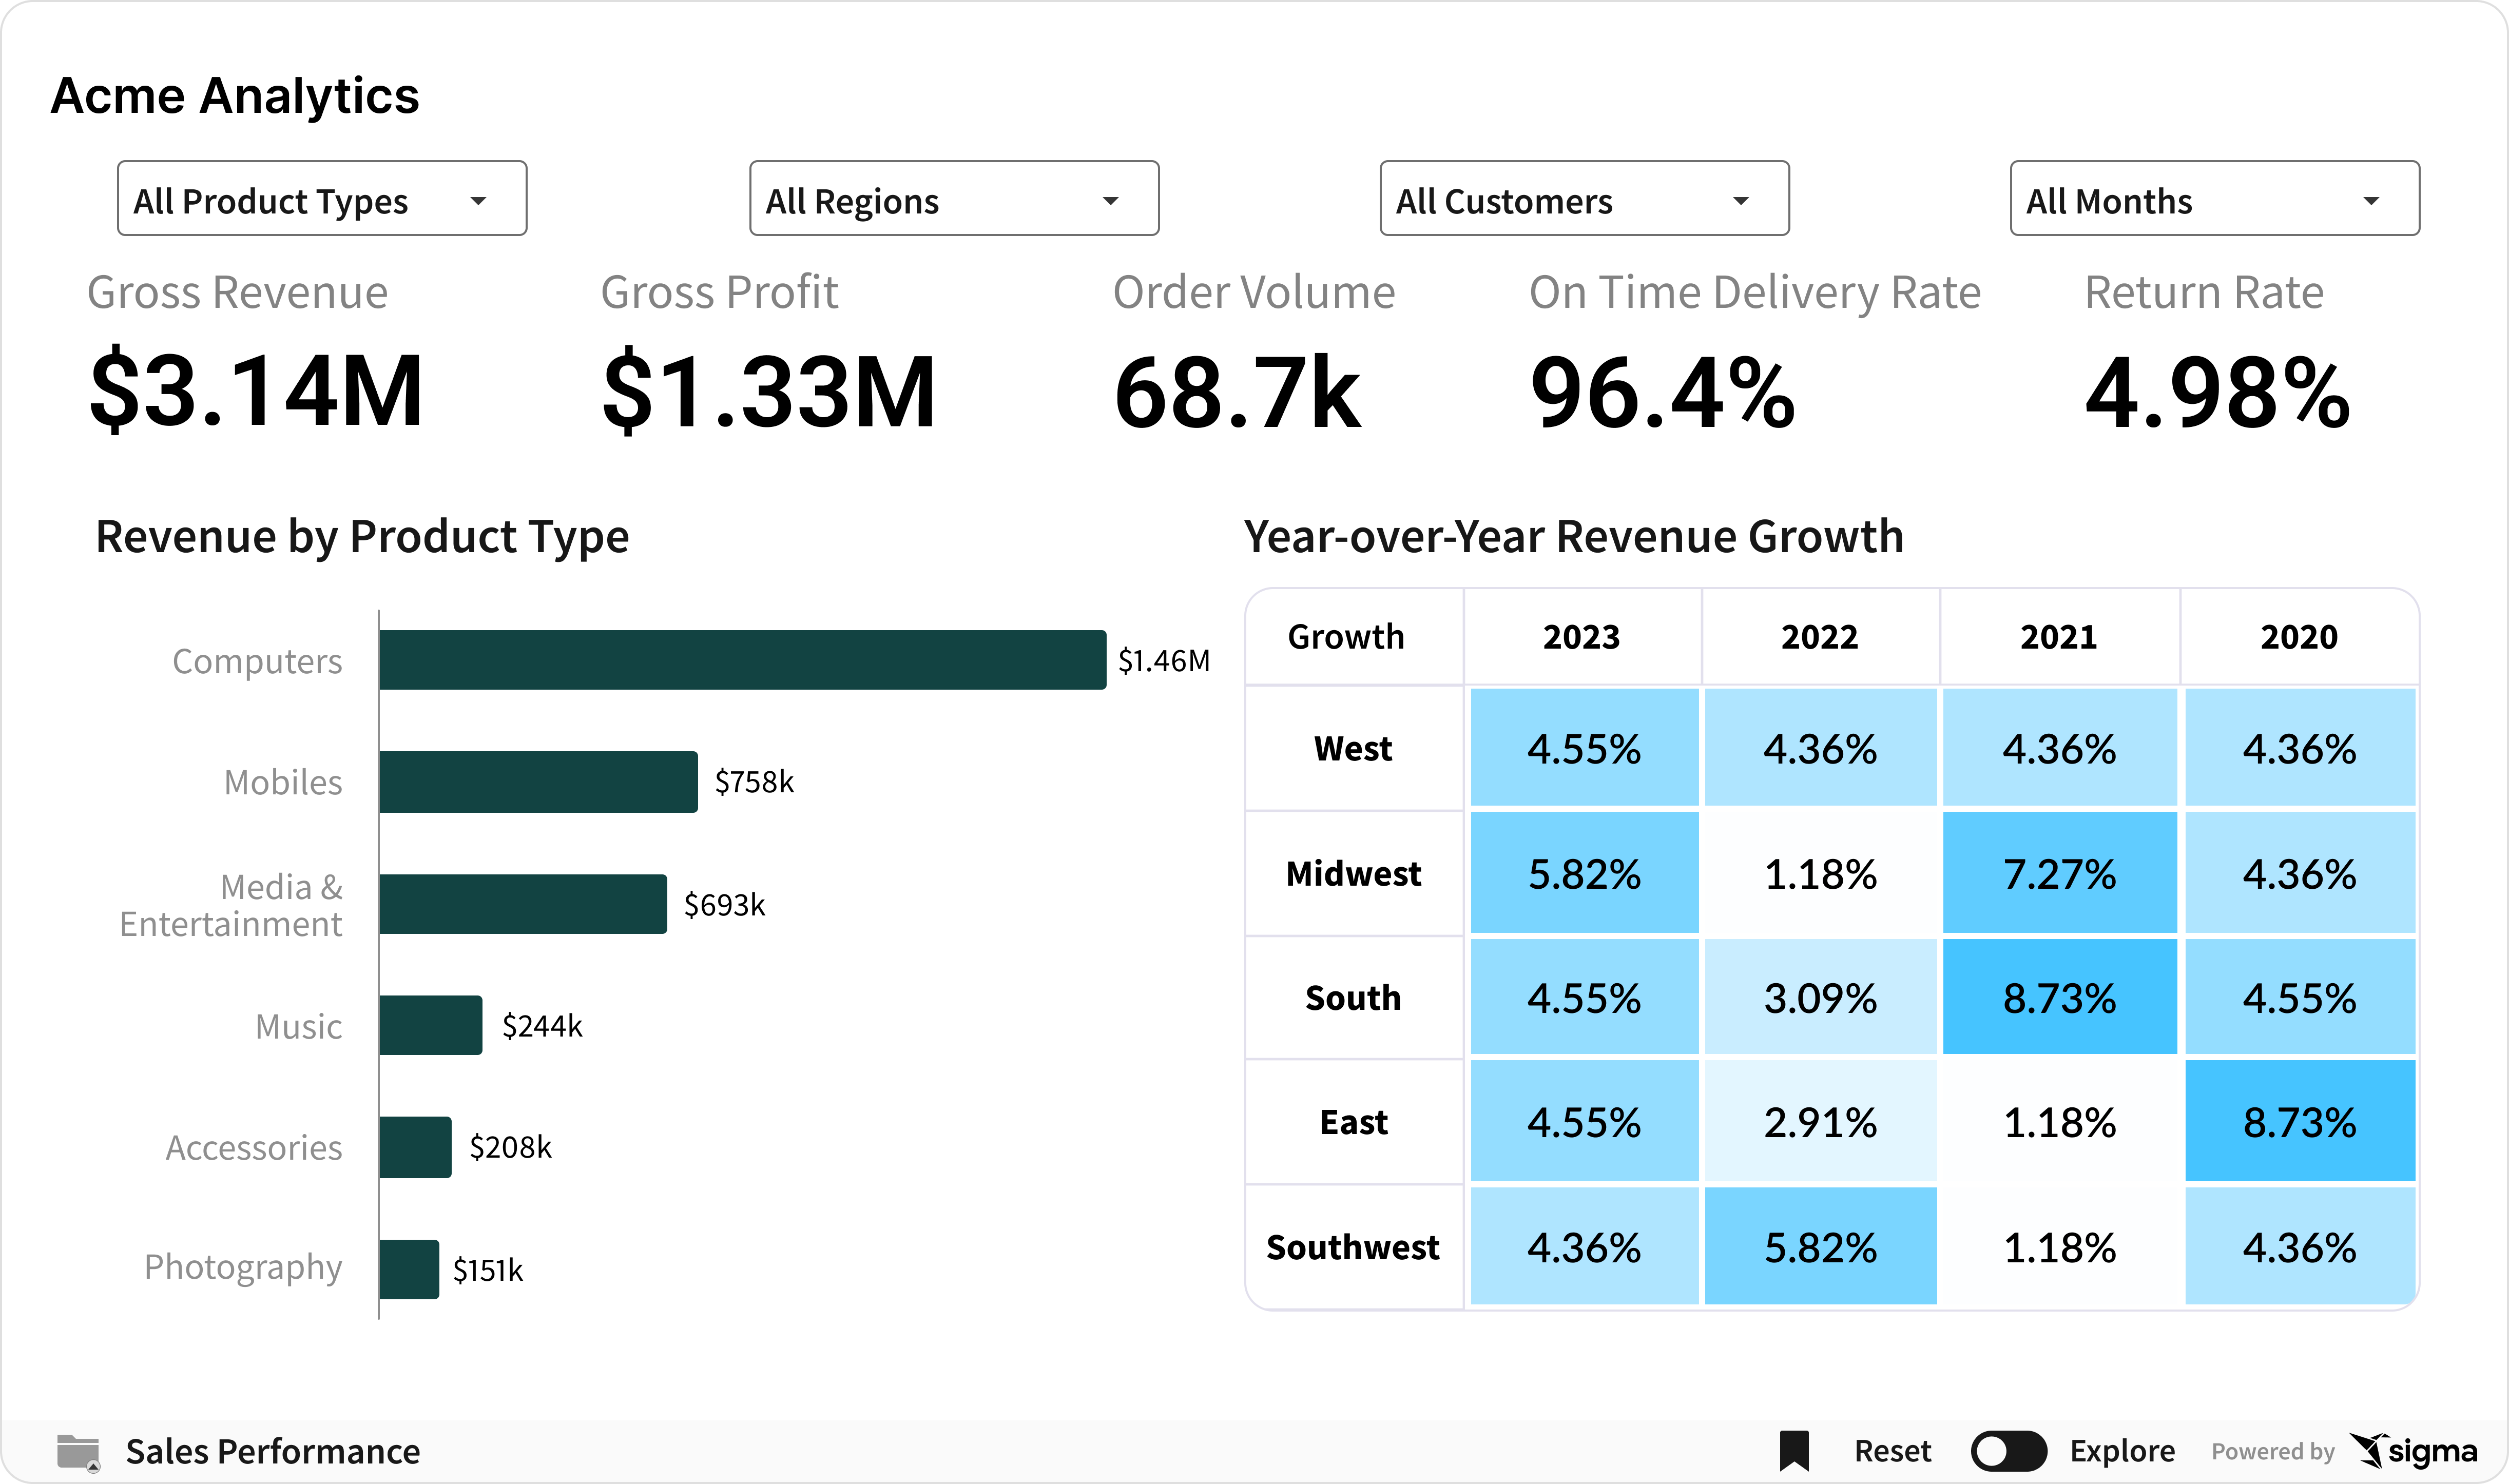 Acme Analytics
All Product Types All Regions All Customers All Months
Gross Revenue Gross Profit Order Volume On Time Delivery Rate Return Rate
$3.14M $1.33M 68.7k 96.4% 4.98%
Revenue by Product Type
Computers $1.46M
Mobiles $758k
Media &
Entertainment $693k
Music $244k
Accessories $208k
Photography $151k
Year-over-Year Revenue Growth
Growth 2023 2022 2021 2020
West 4.55% 4.36% 4.36% 4.36%
Midwest 5.82% 1.18% 7.27% 4.36%
South 4.55% 3.09% 8.73% 4.55%
East 4.55% 2.91% 1.18% 8.73%
Southwest 4.36% 5.82% 1.18% 4.36%
Sales Performance Reset Explore Powered by sigma